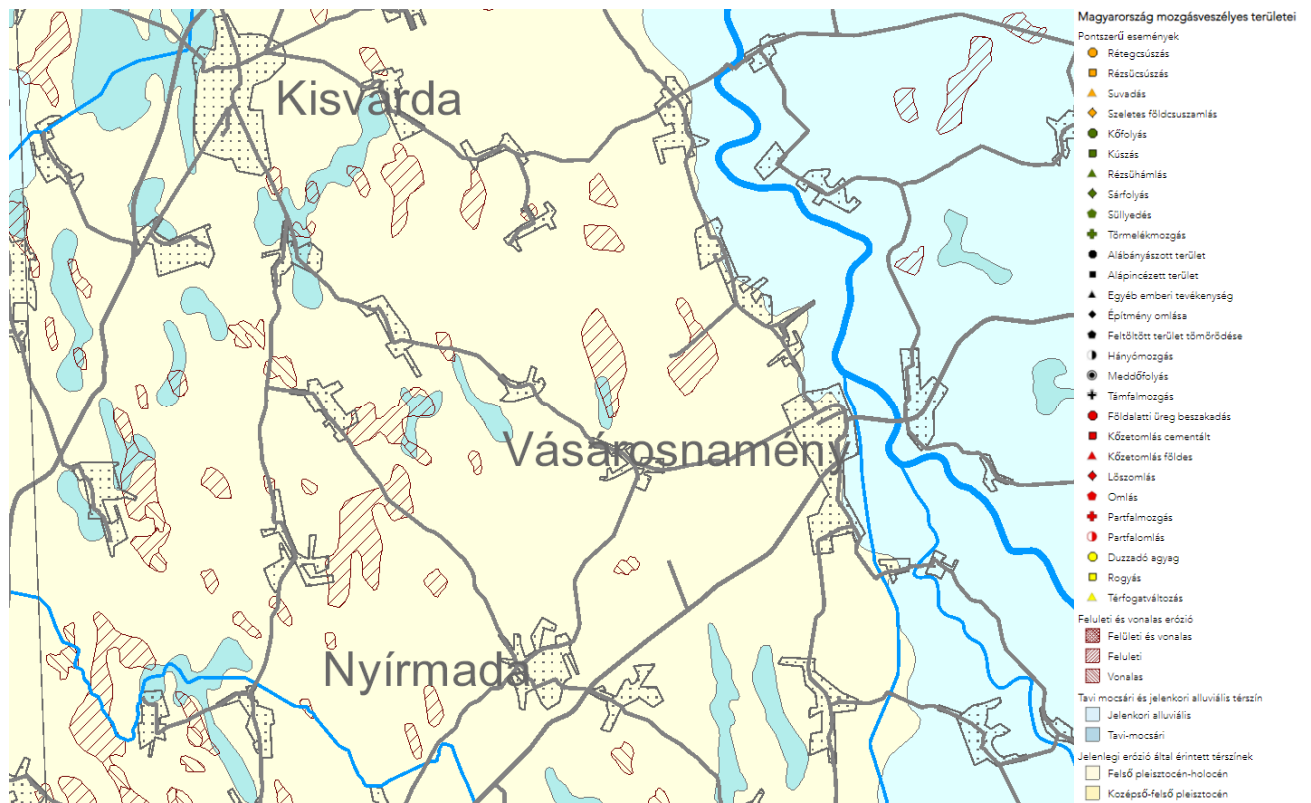 Kisvárda
Vásárosnamény
Nyírmada
Magyarország mozgásveszélyes területei
Pontszerű események
Rétegcsúszás
Rézsűcsúszás
Suvadás
Szeletes földcsuszamlás
Kőfolyás
Kúszás
Rézsűhámlás
Sárfolyás
Süllyedés
Törmelékmozgás
Alábányászott terület
Alápincézett terület
Egyéb emberi tevékenység
Építmény omlása
Feltöltött terület tömörödése
Hányómozgás
Meddőfolyás
Támfalmozgás
Földalatti üreg beszakadás
Kőzetomlás cementált
Kőzetomlás földes
Löszomlás
Omlás
Partfalmozgás
Partfalomlás
Duzzadó agyag
Rogyás
Térfogatváltozás
Feluleti és vonalas erózió
Felületi és vonalas
Feluleti
Vonalas
Tavi mocsári és jelenkori alluviális térszín
Jelenkori alluviális
Tavi-mocsári
Jelenlegi erózió által érintett térszínek
Felső pleisztocén-holocén
Kozépső-felső pleisztocén